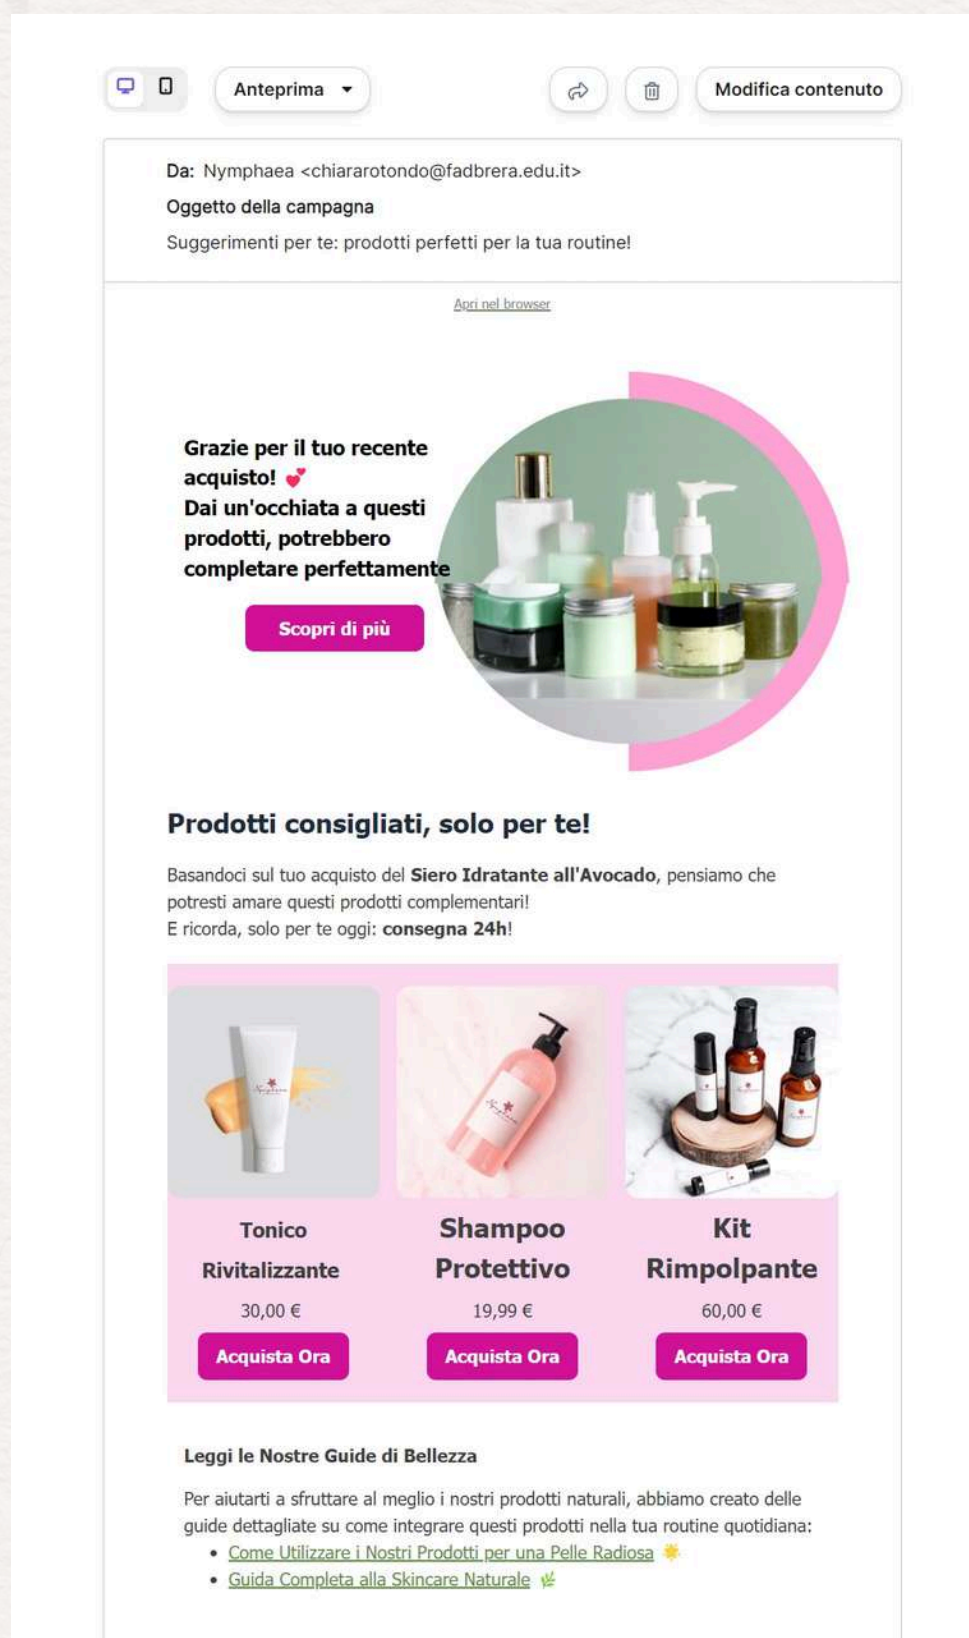 Anteprima
Modifica contenuto
Da: Nymphaea <chiararotondo@fadbrera.edu.it>
Oggetto della campagna
Suggerimenti per te: prodotti perfetti per la tua routine!
Apri nel browser
Grazie per il tuo recente
acquisto! 💕
Dai un'occhiata a questi
prodotti, potrebbero
completare perfettamente
Scopri di più
Prodotti consigliati, solo per te!
Basandoci sul tuo acquisto del Siero Idratante all'Avocado, pensiamo che
potresti amare questi prodotti complementari!
E ricorda, solo per te oggi: consegna 24h!
Tonico
Rivitalizzante
30,00 €
Acquista Ora
Shampoo
Protettivo
19,99 €
Acquista Ora
Kit
Rimpolpante
60,00 €
Acquista Ora
Leggi le Nostre Guide di Bellezza
Per aiutarti a sfruttare al meglio i nostri prodotti naturali, abbiamo creato delle
guide dettagliate su come integrare questi prodotti nella tua routine quotidiana:
• Come Utilizzare i Nostri Prodotti per una Pelle Radiosa 🌟
• Guida Completa alla Skincare Naturale 🌿